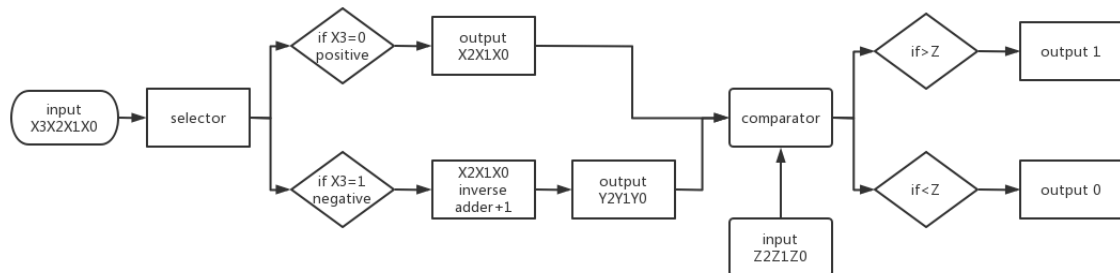 input
X3X2X1X0
selector
if X3=0
positive
output
X2X1X0
if X3=1
negative
X2X1X0
inverse
adder+1
output
Y2Y1Y0
comparator
input
Z2Z1Z0
if>Z
output 1
if<Z
output 0